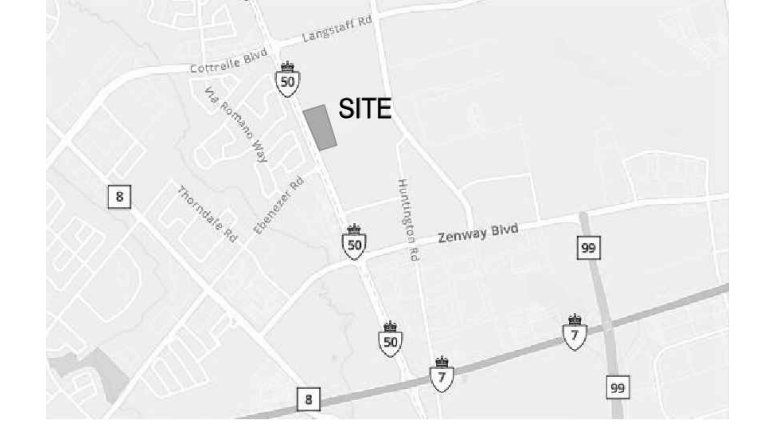 Langstaff Rd
Cottrelle Blvd
50
SITE
Via Romano Way
8
Thorndale Rd
Ebenezer Rd
Huntington Rd
Zenway Blvd
50
99
7
50
7
99
8